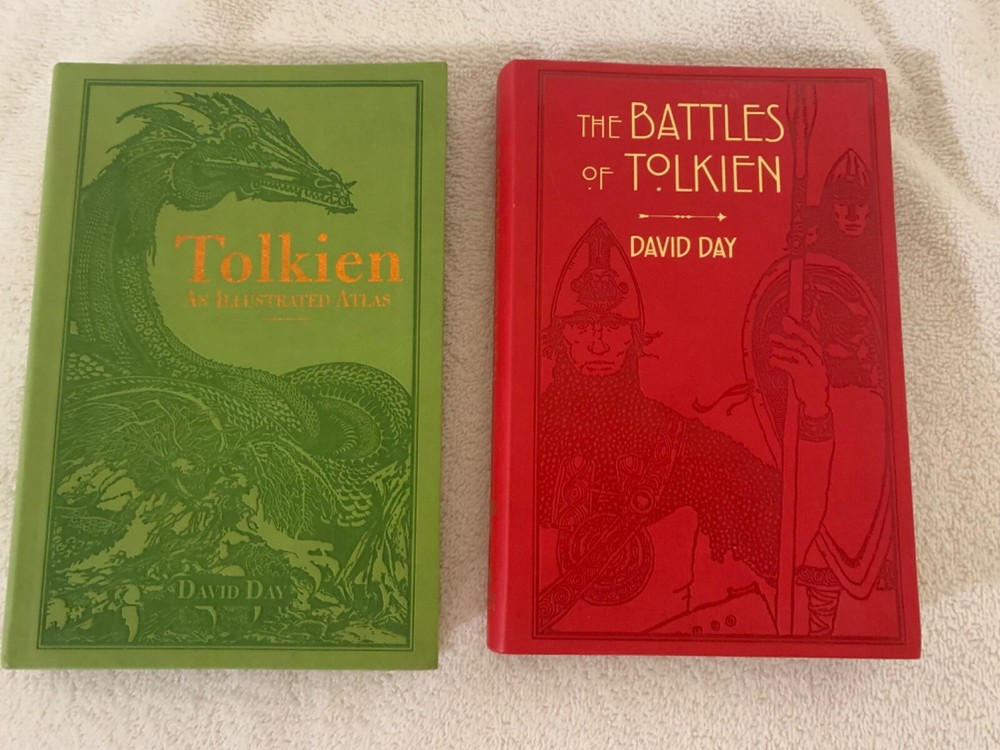 Tolkien
An Illustrated Atlas
David Day
THE BATTLES
OF TOLKIEN
DAVID DAY